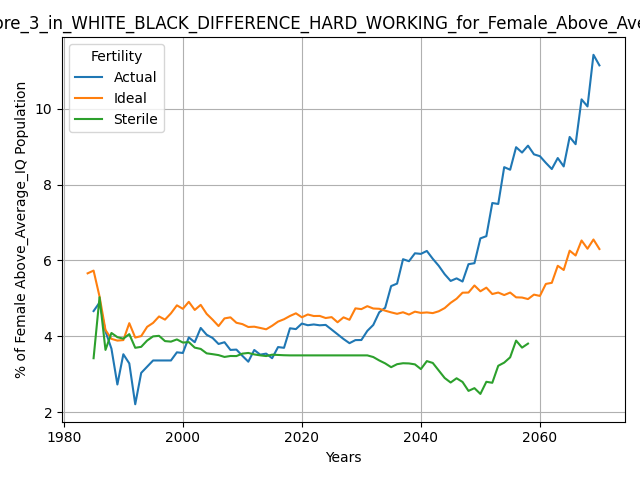 ore_3_in_WHITE_BLACK_DIFFERENCE_HARD_WORKING_for_Female_Above_Ave
Fertility
Actual
Ideal
Sterile
% of Female Above_Average_IQ Population
10
8
6
4
2
1980 2000 2020 2040 2060
Years